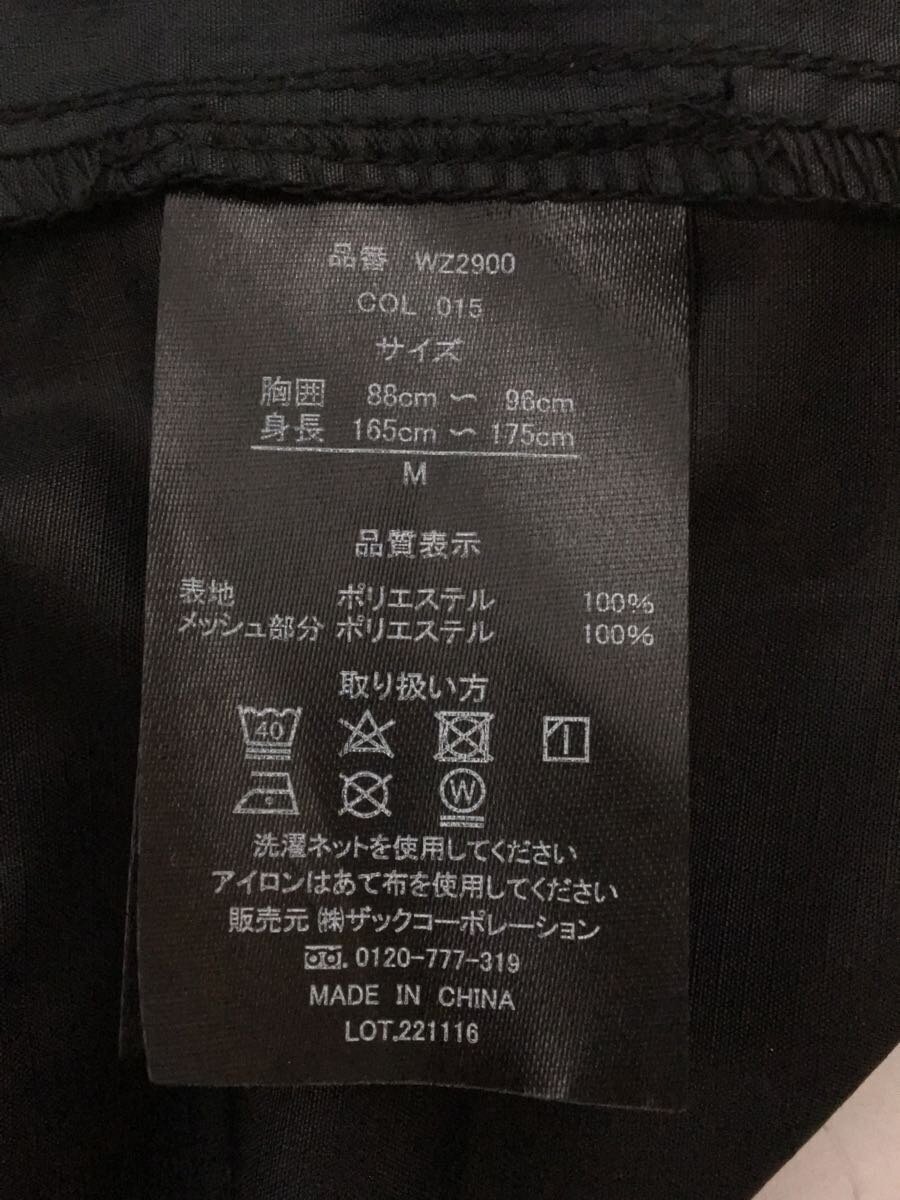 品番 WZ2900
COL 015
サイズ
胸囲 88cm ～ 96cm
身長 165cm ～ 175cm
M
品質表示
表地 ポリエステル 100%
メッシュ部分 ポリエステル 100%
取り扱い方
40
W
洗濯ネットを使用してください
アイロンはあて布を使用してください
販売元 ㈱ザックコーポレーション
0120-777-319
MADE IN CHINA
LOT.221116